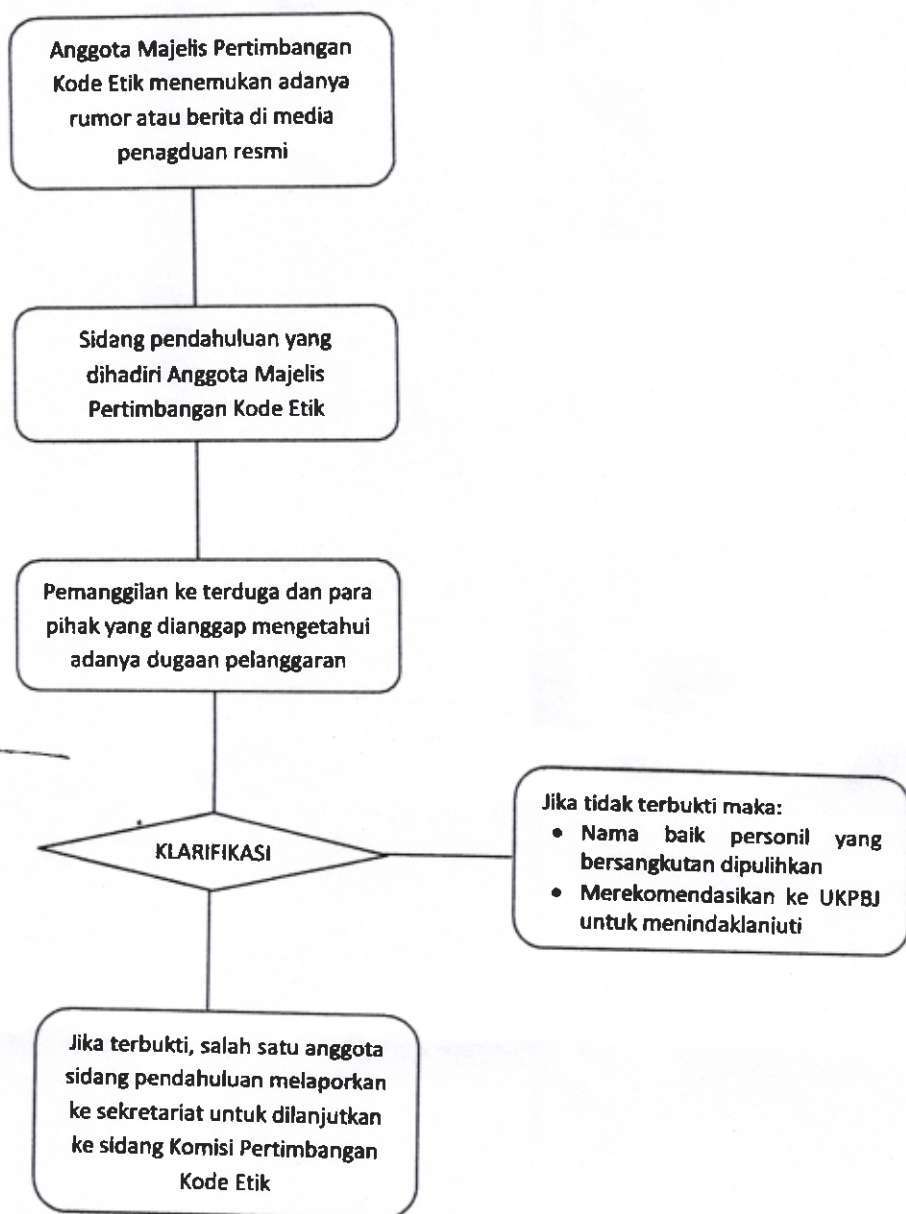 Anggota Majelis Pertimbangan
Kode Etik menemukan adanya
rumor atau berita di media
penagduan resmi
Sidang pendahuluan yang
dihadiri Anggota Majelis
Pertimbangan Kode Etik
Pemanggilan ke terduga dan para
pihak yang dianggap mengetahui
adanya dugaan pelanggaran
KLARIFIKASI
Jika tidak terbukti maka:
• Nama baik personil yang
bersangkutan dipulihkan
• Merekomendasikan ke UKPBJ
untuk menindaklanjuti
Jika terbukti, salah satu anggota
sidang pendahuluan melaporkan
ke sekretariat untuk dilanjutkan
ke sidang Komisi Pertimbangan
Kode Etik